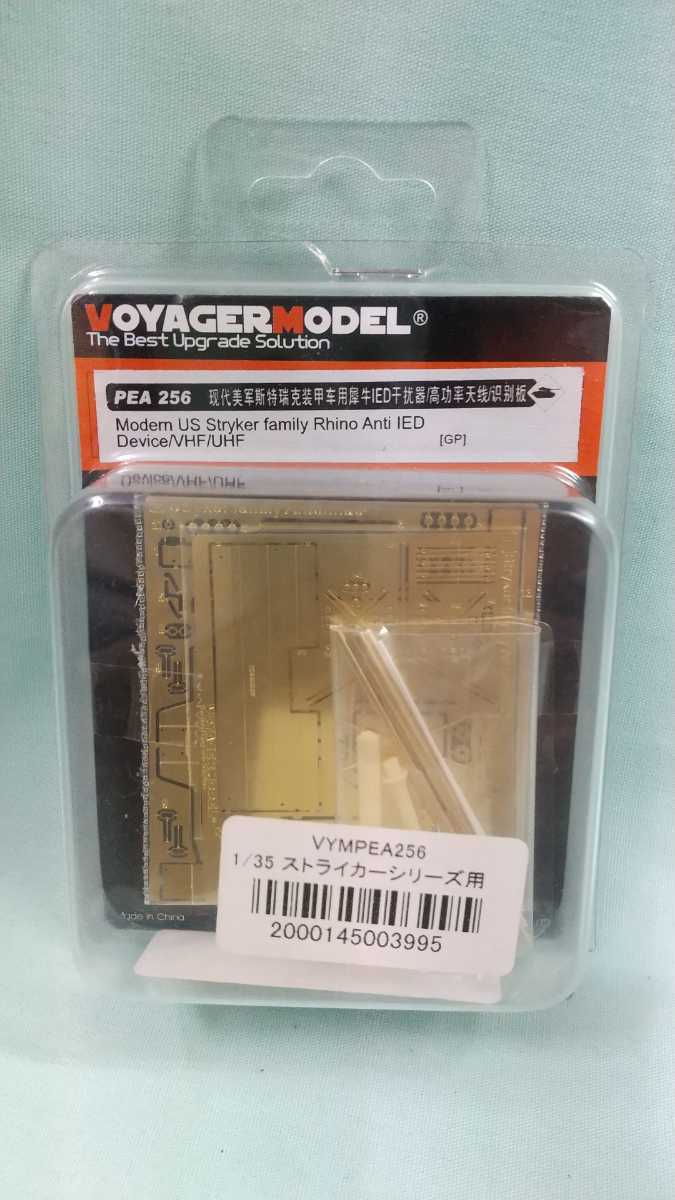 VOYAGERMODEL®
The Best Upgrade Solution
PEA 256 现代美军斯特瑞克装甲车用犀牛IED干扰器/高功率天线/识别板
Modern US Stryker family Rhino Anti IED
Device/VHF/UHF [GP]
VYMPEA256
1/35 ストライカーシリーズ用
2000145003995
Made in China